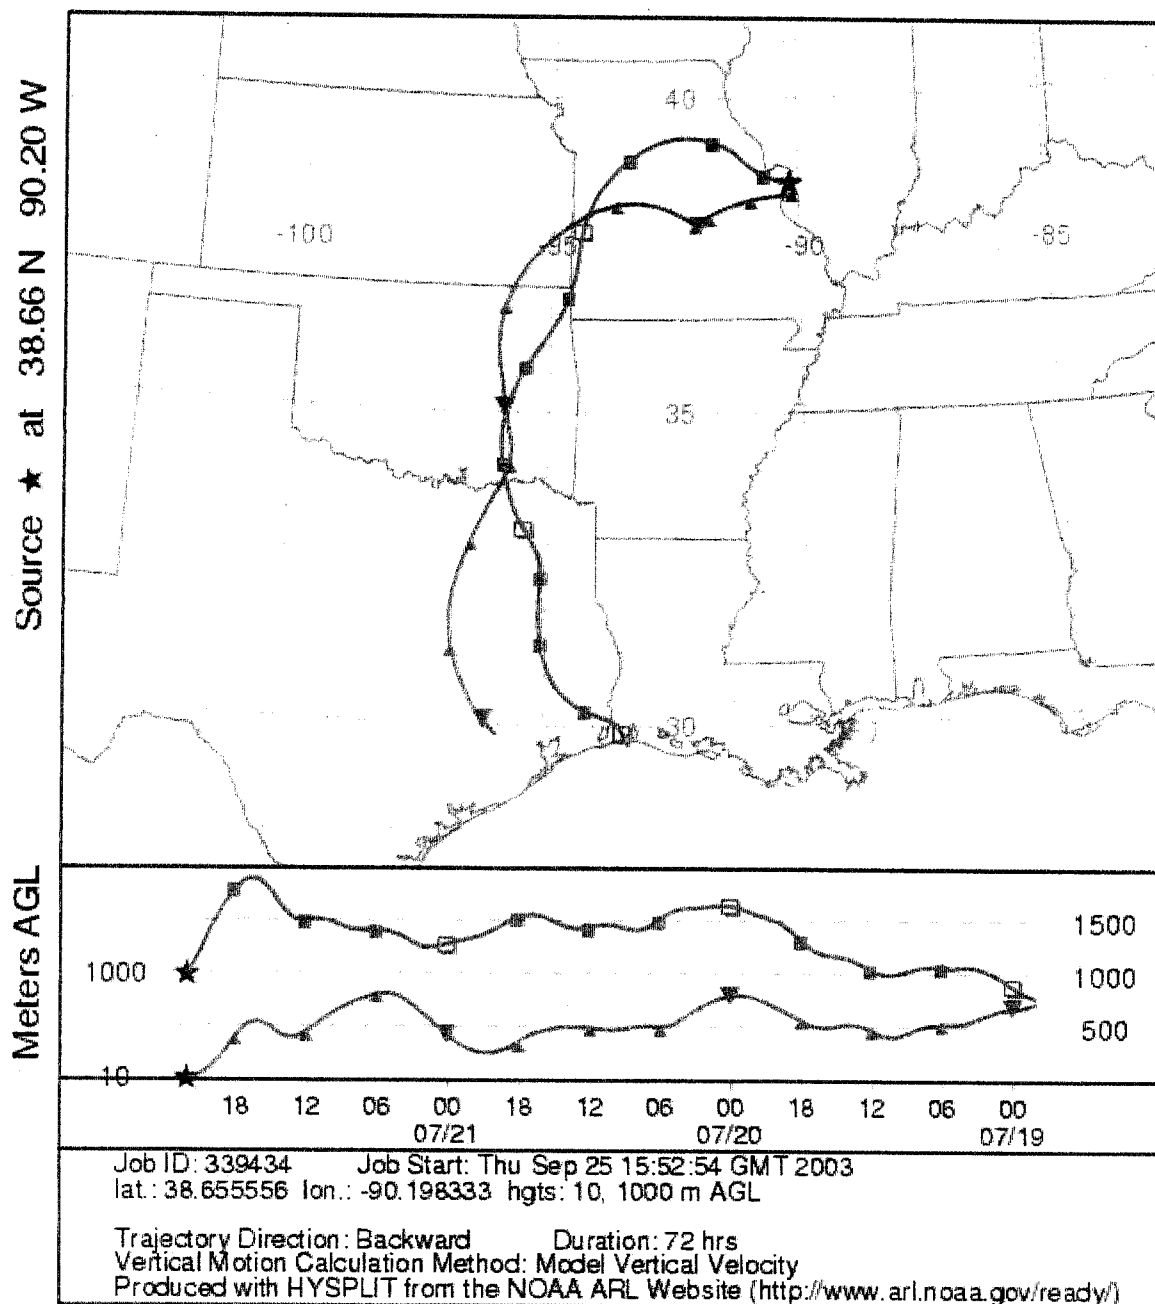 Source ★ at 38.66 N 90.20 W
40
-100
-95
-90
-85
35
30
Meters AGL
1500
1000
1000
500
10
18 12 06 00 18 12 06 00 18 12 06 00
07/21 07/20 07/19
Job ID: 339434 Job Start: Thu Sep 25 15:52:54 GMT 2003
lat.: 38.655556 lon.: -90.198333 hgts: 10, 1000 m AGL
Trajectory Direction: Backward Duration: 72 hrs
Vertical Motion Calculation Method: Model Vertical Velocity
Produced with HYSPLIT from the NOAA ARL Website (http://www.arl.noaa.gov/ready/)